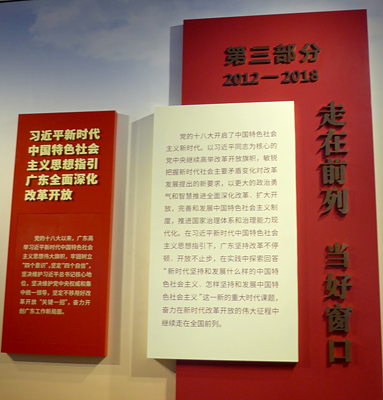 习近平新时代
中国特色社会
主义思想指引
广东全面深化
改革开放
党的十八大以来，广东高
举习近平新时代中国特色社会
主义思想伟大旗帜，牢固树立
“四个意识”，坚定“四个自信”，
坚决维护习近平总书记核心地
位，坚决维护党中央权威和集
中统一领导，坚定不移用好改
革开放“关键一招”，奋力开
创广东工作新局面。
党的十八大开启了中国特色社会
主义新时代。以习近平同志为核心的
党中央继续高举改革开放旗帜，敏锐
把握新时代社会主要矛盾变化对改革
发展提出的新要求，以更大的政治勇
气和智慧推进全面深化改革、扩大开
放，完善和发展中国特色社会主义制
度，推进国家治理体系和治理能力现
代化。在习近平新时代中国特色社会
主义思想指引下，广东坚持改革不停
顿、开放不止步，在实践中探索回答
“新时代坚持和发展什么样的中国特
色社会主义、怎样坚持和发展中国特
色社会主义”这一新的重大时代课题，
奋力在新时代改革开放的伟大征程中
继续走在全国前列。
第三部分
2012—2018
走在前列 当好窗口